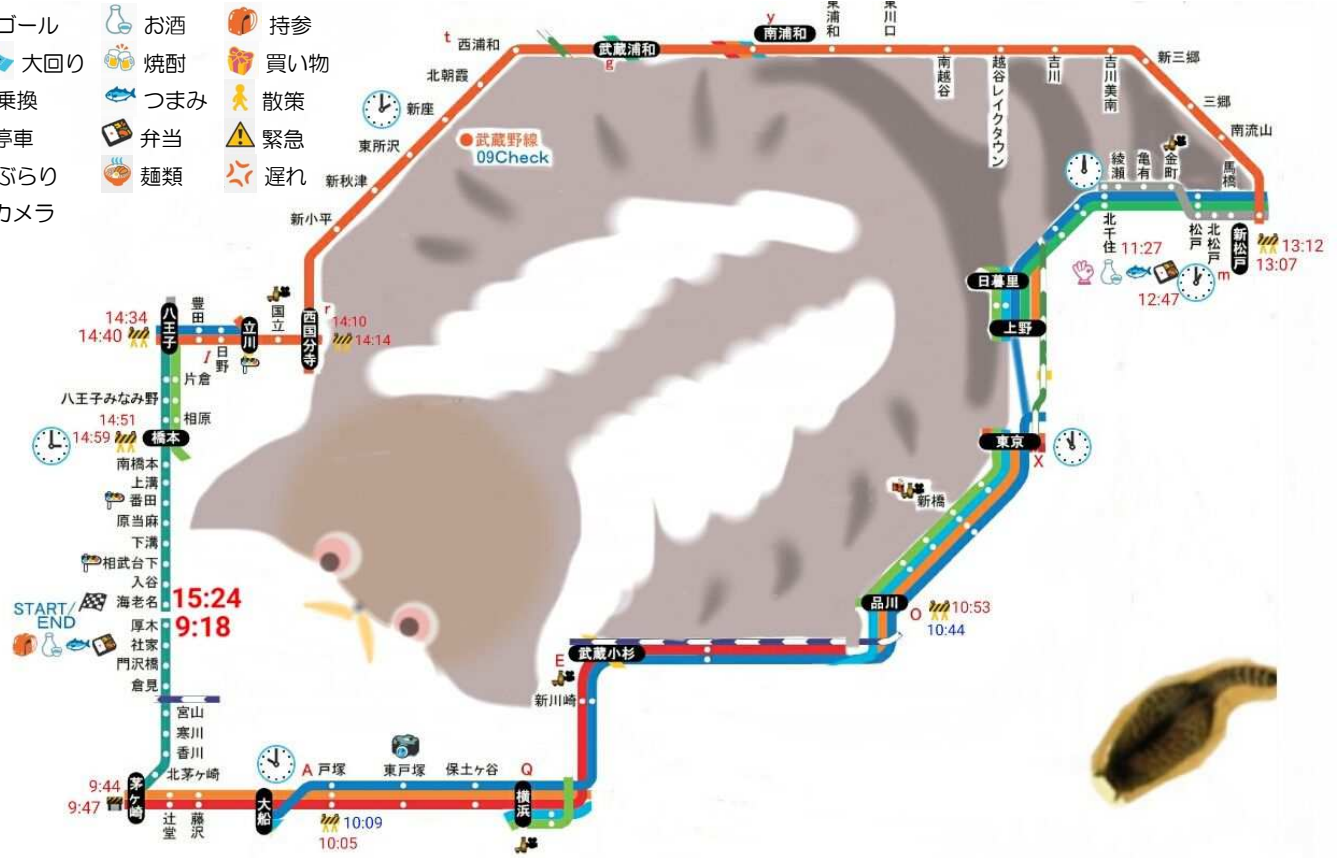 ゴール お酒 持参
大回り 焼酎 買い物
乗換 つまみ 散策
停車 弁当 緊急
ぶらり 麺類 遅れ
カメラ
武蔵野線
09Check
t
西浦和
武蔵浦和
g
y
南浦和
東浦和
東川口
南越谷
越谷レイクタウン
吉川
吉川美南
新三郷
三郷
南流山
北朝霞
新座
東所沢
新秋津
新小平
r
西国分寺
14:10
14:14
国立
立川
日野
l
豊田
八王子
14:34
14:40
片倉
八王子みなみ野
相原
14:51
14:59
橋本
南橋本
上溝
番田
原当麻
下溝
相武台下
入谷
海老名
15:24
START/
END
9:18
厚木
社家
門沢橋
倉見
宮山
寒川
香川
北茅ヶ崎
9:44
9:47
茅ヶ崎
辻堂
藤沢
大船
A
戸塚
10:09
10:05
東戸塚
保土ヶ谷
Q
横浜
新川崎
E
武蔵小杉
品川
O
10:53
10:44
新橋
東京
X
上野
日暮里
北千住
11:27
12:47
綾瀬
亀有
金町
松戸
北松戸
馬橋
m
新松戸
13:12
13:07